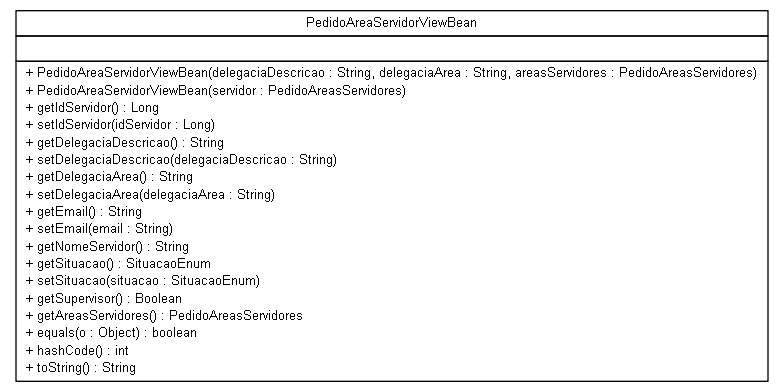 PedidoAreaServidorViewBean
+ PedidoAreaServidorViewBean(delegaciaDescricao : String, delegaciaArea : String, areasServidores : PedidoAreasServidores)
+ PedidoAreaServidorViewBean(servidor : PedidoAreasServidores)
+ getIdServidor() : Long
+ setIdServidor(idServidor : Long)
+ getDelegaciaDescricao() : String
+ setDelegaciaDescricao(delegaciaDescricao : String)
+ getDelegaciaArea() : String
+ setDelegaciaArea(delegaciaArea : String)
+ getEmail() : String
+ setEmail(email : String)
+ getNomeServidor() : String
+ getSituacao() : SituacaoEnum
+ setSituacao(situacao : SituacaoEnum)
+ getSupervisor() : Boolean
+ getAreasServidores() : PedidoAreasServidores
+ equals(o : Object) : boolean
+ hashCode() : int
+ toString() : String